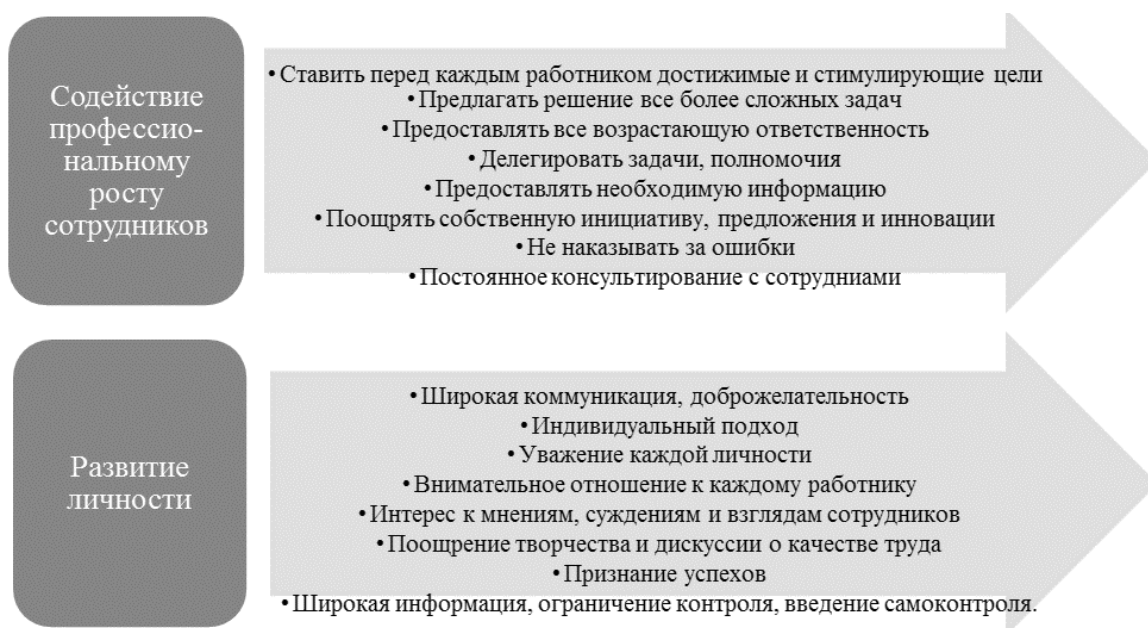 Содействие
профессио-
нальному
росту
сотрудников
• Ставить перед каждым работником достижимые и стимулирующие цели
• Предлагать решение все более сложных задач
• Предоставлять все возрастающую ответственность
• Делегировать задачи, полномочия
• Предоставлять необходимую информацию
• Поощрять собственную инициативу, предложения и инновации
• Не наказывать за ошибки
• Постоянное консультирование с сотрудниами
Развитие
личности
• Широкая коммуникация, доброжелательность
• Индивидуальный подход
• Уважение каждой личности
• Внимательное отношение к каждому работнику
• Интерес к мнениям, суждениям и взглядам сотрудников
• Поощрение творчества и дискуссии о качестве труда
• Признание успехов
• Широкая информация, ограничение контроля, введение самоконтроля.